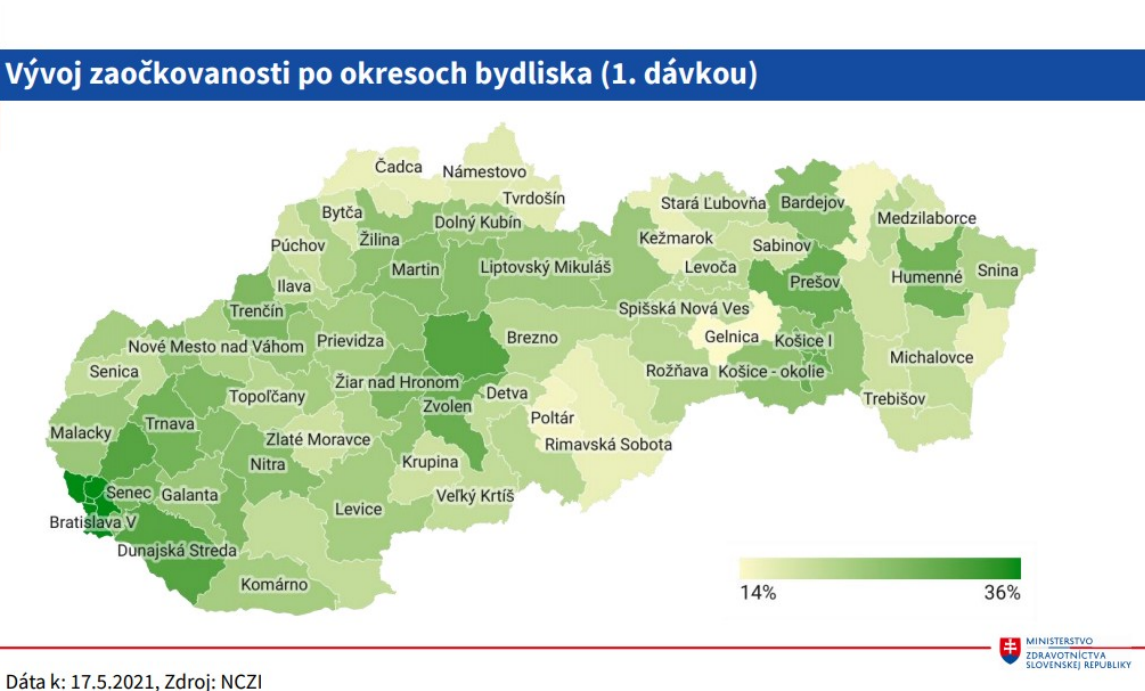 Vývoj zaočkovanosti po okresoch bydliska (1. dávkou)
Čadca
Námestovo
Tvrdošín
Bytča
Dolný Kubín
Stará Ľubovňa
Bardejov
Medzilaborce
Púchov
Žilina
Kežmarok
Sabinov
Martin
Liptovský Mikuláš
Levoča
Prešov
Humenné
Snina
Ilava
Trenčín
Spišská Nová Ves
Nové Mesto nad Váhom
Prievidza
Brezno
Gelnica
Košice I
Michalovce
Senica
Žiar nad Hronom
Rožňava
Košice - okolie
Topoľčany
Detva
Trebišov
Zvolen
Poltár
Malacky
Trnava
Zlaté Moravce
Rimavská Sobota
Nitra
Krupina
Senec
Galanta
Veľký Krtíš
Bratislava V
Levice
Dunajská Streda
Komárno
14%
36%
MINISTERSTVO
ZDRAVOTNÍCTVA
SLOVENSKEJ REPUBLIKY
Dáta k: 17.5.2021, Zdroj: NCZI